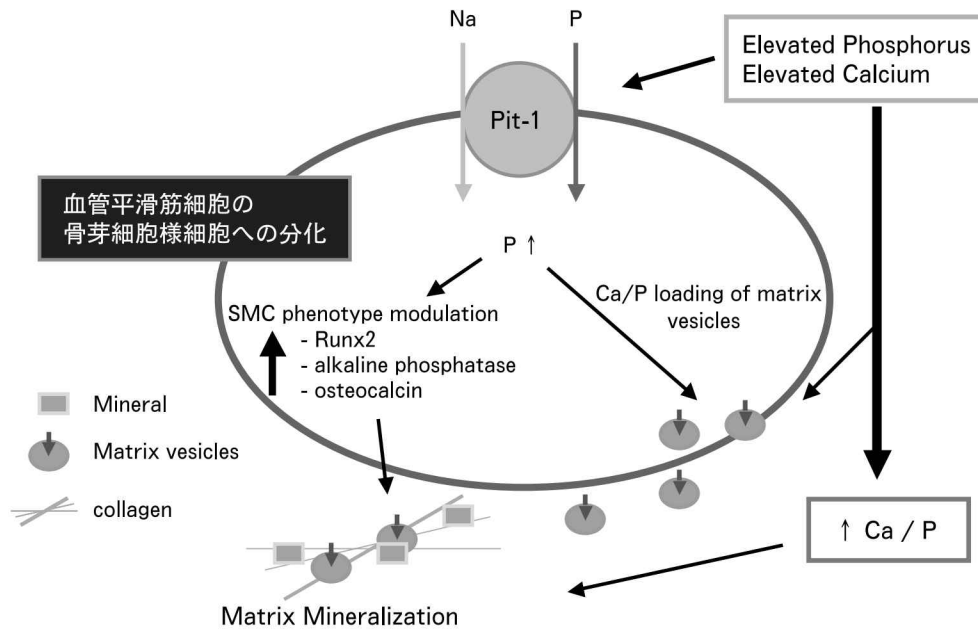 Na
P
Elevated Phosphorus
Elevated Calcium
Pit-1
血管平滑筋細胞の
骨芽細胞様細胞への分化
P ↑
Ca/P loading of matrix
vesicles
SMC phenotype modulation
- Runx2
- alkaline phosphatase
- osteocalcin
Mineral
Matrix vesicles
collagen
↑ Ca / P
Matrix Mineralization